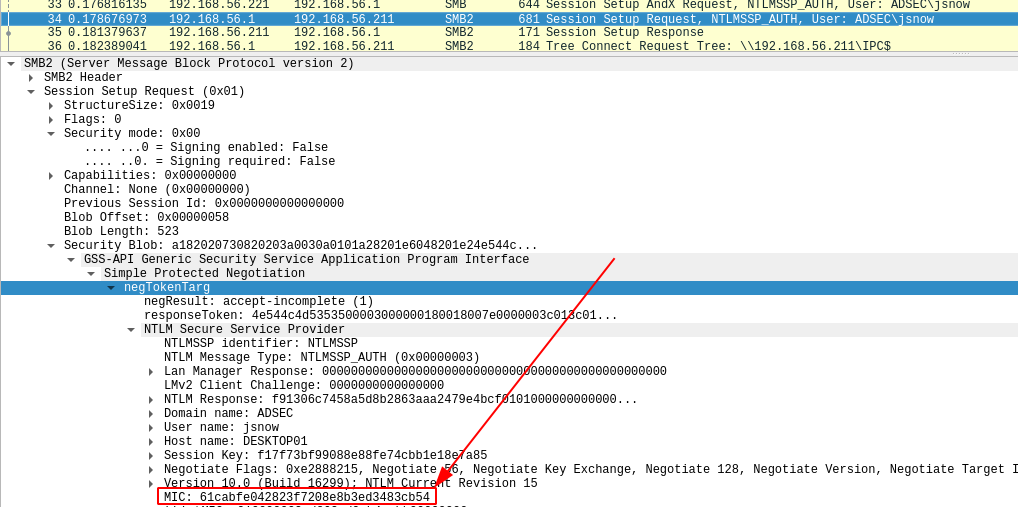 33 0.176816135 192.168.56.221 192.168.56.1 SMB 644 Session Setup AndX Request, NTLMSSP_AUTH, User: ADSEC\jsnow
34 0.178676973 192.168.56.1 192.168.56.211 SMB2 681 Session Setup Request, NTLMSSP_AUTH, User: ADSEC\jsnow
35 0.181379637 192.168.56.211 192.168.56.1 SMB2 171 Session Setup Response
36 0.182389041 192.168.56.1 192.168.56.211 SMB2 184 Tree Connect Request Tree: \\192.168.56.211\IPC$
SMB2 (Server Message Block Protocol version 2)
SMB2 Header
Session Setup Request (0x01)
StructureSize: 0x0019
Flags: 0
Security mode: 0x00
.... ...0 = Signing enabled: False
.... ..0. = Signing required: False
Capabilities: 0x00000000
Channel: None (0x00000000)
Previous Session Id: 0x0000000000000000
Blob Offset: 0x00000058
Blob Length: 523
Security Blob: a182020730820203a0030a0101a28201e6048201e24e544c...
GSS-API Generic Security Service Application Program Interface
Simple Protected Negotiation
negTokenTarg
negResult: accept-incomplete (1)
responseToken: 4e544c4d535350000300000018001800​7e0000003c013c01...
NTLM Secure Service Provider
NTLMSSP identifier: NTLMSSP
NTLM Message Type: NTLMSSP_AUTH (0x00000003)
Lan Manager Response: 000000000000000000000000000000000000000000000000
LMv2 Client Challenge: 0000000000000000
NTLM Response: f91306c7458a5d8b2863aaa2479e4bcf0101000000000000...
Domain name: ADSEC
User name: jsnow
Host name: DESKTOP01
Session Key: f17f73bf99088e88fe74cbb1e18e7a85
Negotiate Flags: 0xe2888215, Negotiate 56, Negotiate Key Exchange, Negotiate 128, Negotiate Version, Negotiate Target I
Version 10.0 (Build 16299); NTLM Current Revision 15
MIC: 61cabfe042823f7208e8b3ed3483cb54